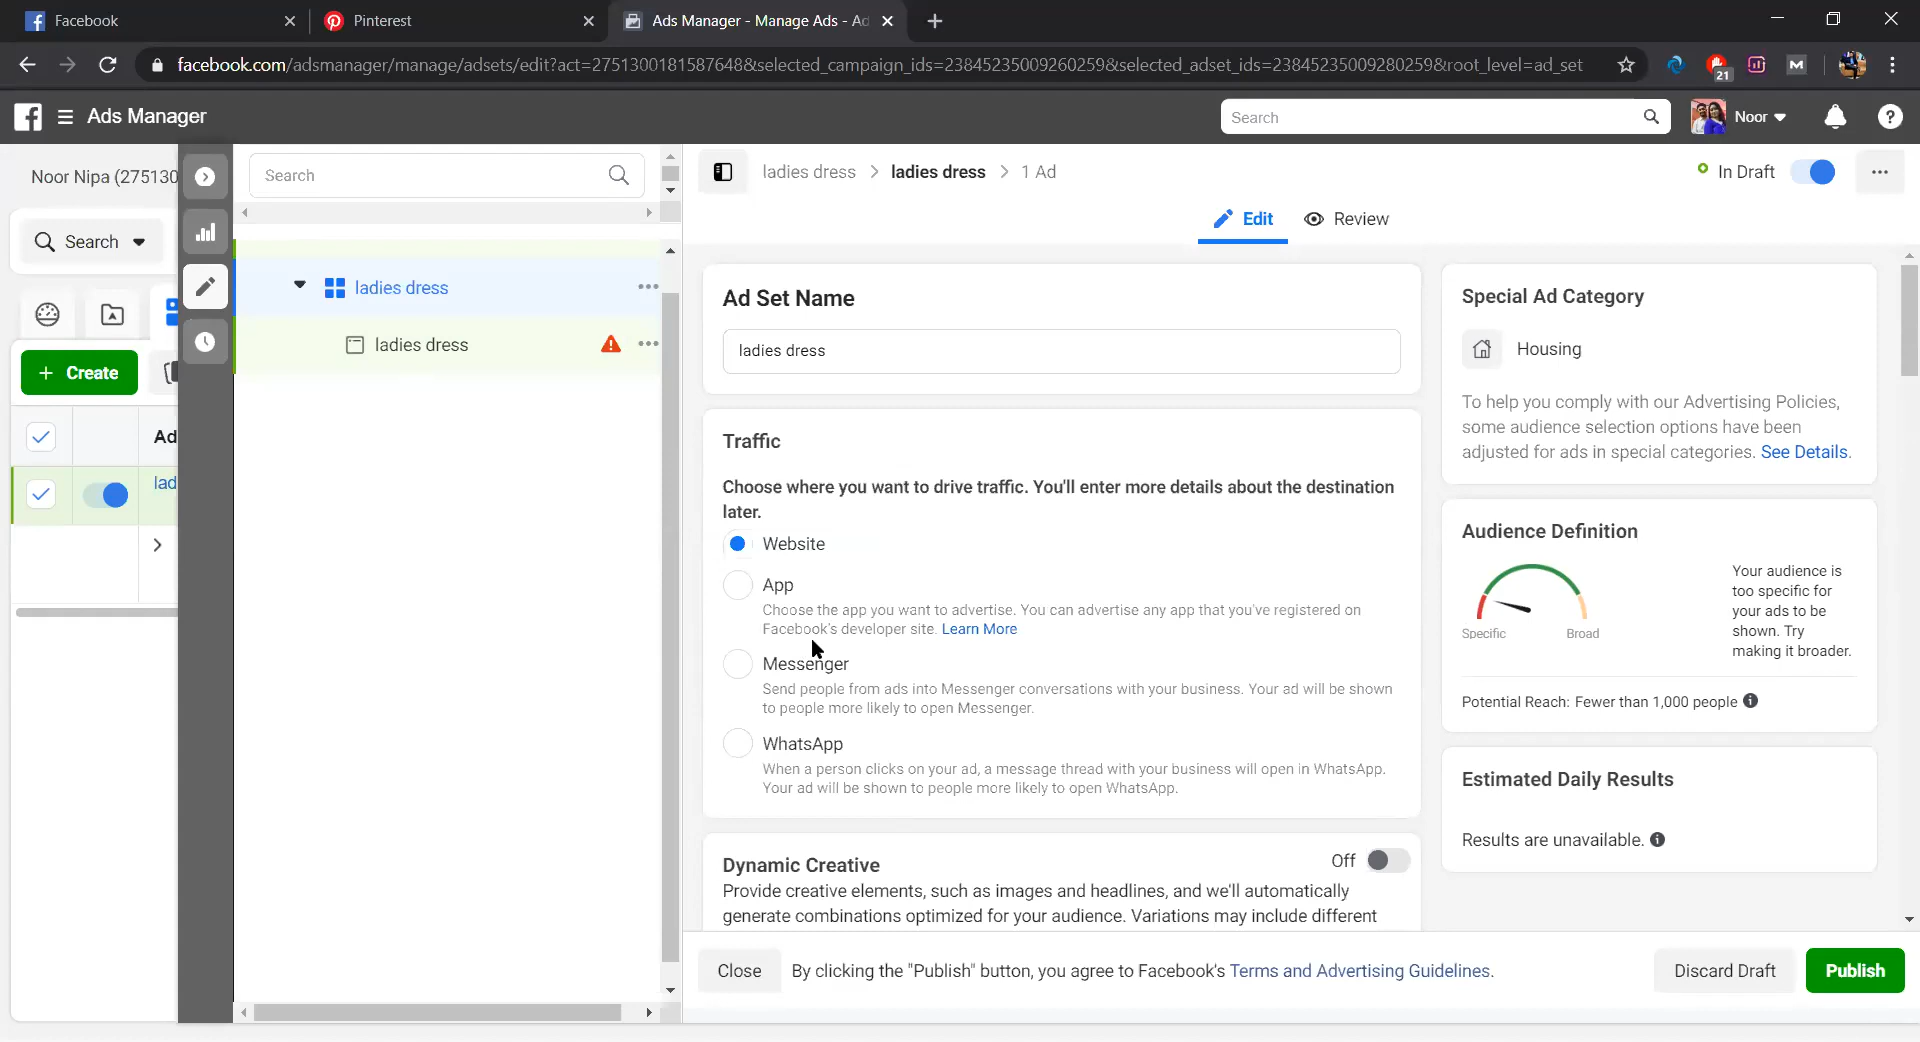 Facebook
Pinterest
Ads Manager - Manage Ads - Ad
facebook.com/adsmanager/manage/adsets/edit?act=2751300181587648&selected_campaign_ids=23845235009260259&selected_adset_ids=23845235009280259&root_level=ad_set
21
Ads Manager
Search
Noor
Noor Nipa (275130
Search
ladies dress
ladies dress
1 Ad
In Draft
Search
Edit
Review
+ Create
Ad
lad
ladies dress
ladies dress
Ad Set Name
ladies dress
Traffic
Choose where you want to drive traffic. You'll enter more details about the destination
later.
Website
App
Choose the app you want to advertise. You can advertise any app that you've registered on
Facebook's developer site. Learn More
Messenger
Send people from ads into Messenger conversations with your business. Your ad will be shown
to people more likely to open Messenger.
WhatsApp
When a person clicks on your ad, a message thread with your business will open in WhatsApp.
Your ad will be shown to people more likely to open WhatsApp.
Dynamic Creative
Off
Provide creative elements, such as images and headlines, and we'll automatically
generate combinations optimized for your audience. Variations may include different
Special Ad Category
Housing
To help you comply with our Advertising Policies,
some audience selection options have been
adjusted for ads in special categories. See Details.
Audience Definition
Specific
Broad
Your audience is
too specific for
your ads to be
shown. Try
making it broader.
Potential Reach: Fewer than 1,000 people
Estimated Daily Results
Results are unavailable.
Close
By clicking the "Publish" button, you agree to Facebook's Terms and Advertising Guidelines.
Discard Draft
Publish